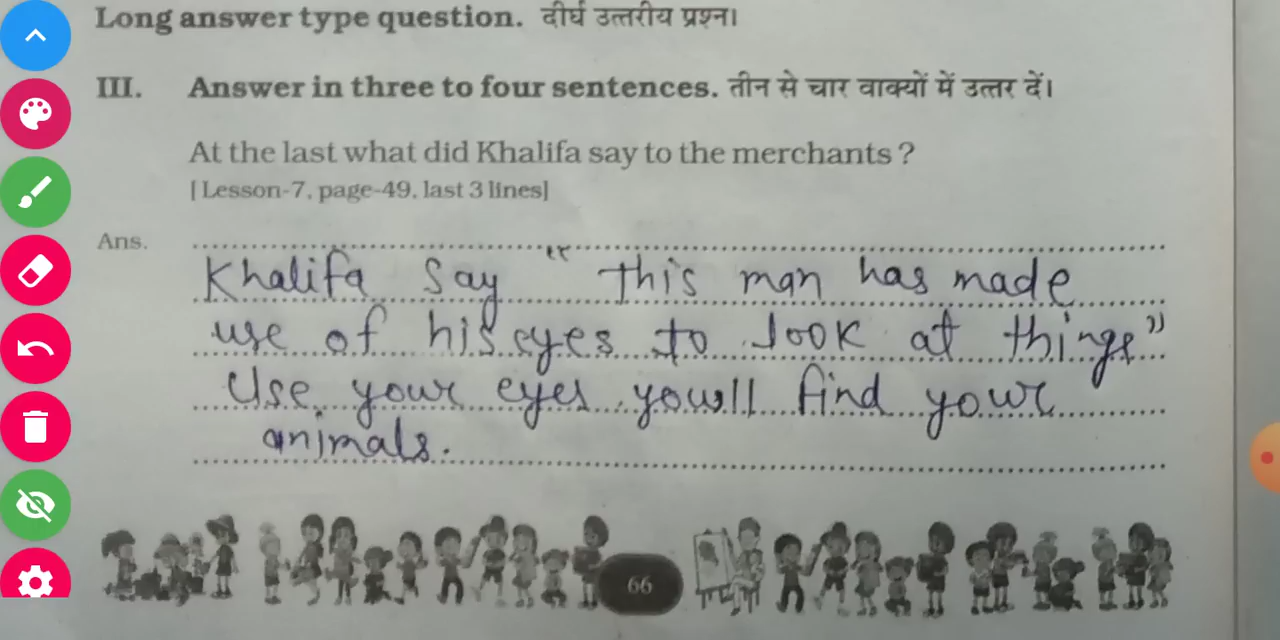 Long answer type question. दीर्घ उत्तरीय प्रश्न।
III. Answer in three to four sentences. तीन से चार वाक्यों में उत्तर दें।
At the last what did Khalifa say to the merchants ?
[Lesson-7, page-49, last 3 lines]
Ans.
Khalifa say "This man has made
use of his eyes to look at things"
Use your eyes you'll find your
animals.
66